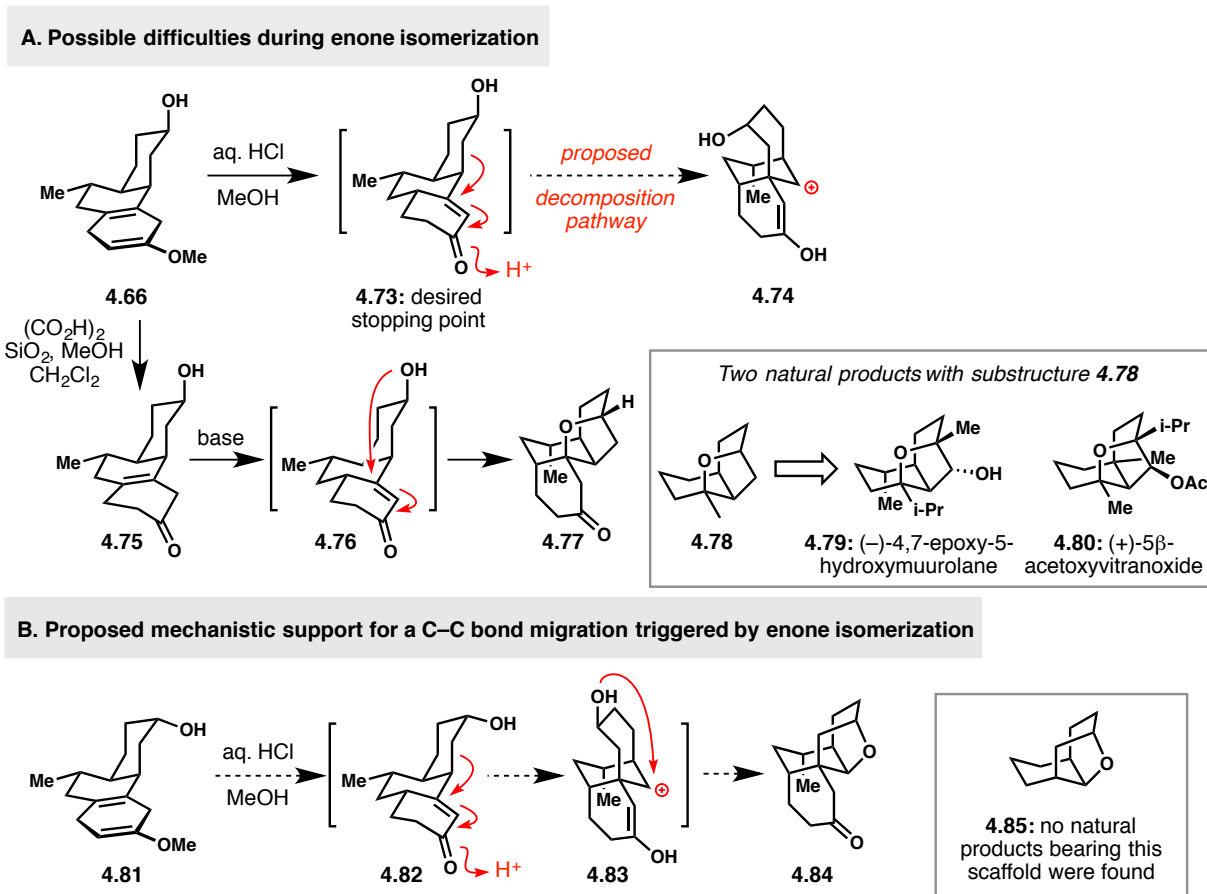 A. Possible difficulties during enone isomerization
OH
Me
OMe
4.66
aq. HCl
MeOH
OH
Me
O
H+
4.73: desired
stopping point
proposed
decomposition
pathway
HO
Me
⊕
OH
4.74
(CO2H)2
SiO2, MeOH
CH2Cl2
OH
Me
O
4.75
base
OH
Me
O
4.76
H
O
Me
O
4.77
Two natural products with substructure 4.78
O
4.78
O
Me
OH
Me
i-Pr
4.79: (–)-4,7-epoxy-5-
hydroxymuurolane
i-Pr
O
Me
OAc
Me
4.80: (+)-5β-
acetoxyvitranoxide
B. Proposed mechanistic support for a C–C bond migration triggered by enone isomerization
OH
Me
OMe
4.81
aq. HCl
MeOH
OH
Me
O
H+
4.82
OH
Me
⊕
OH
4.83
O
Me
O
4.84
O
4.85: no natural
products bearing this
scaffold were found